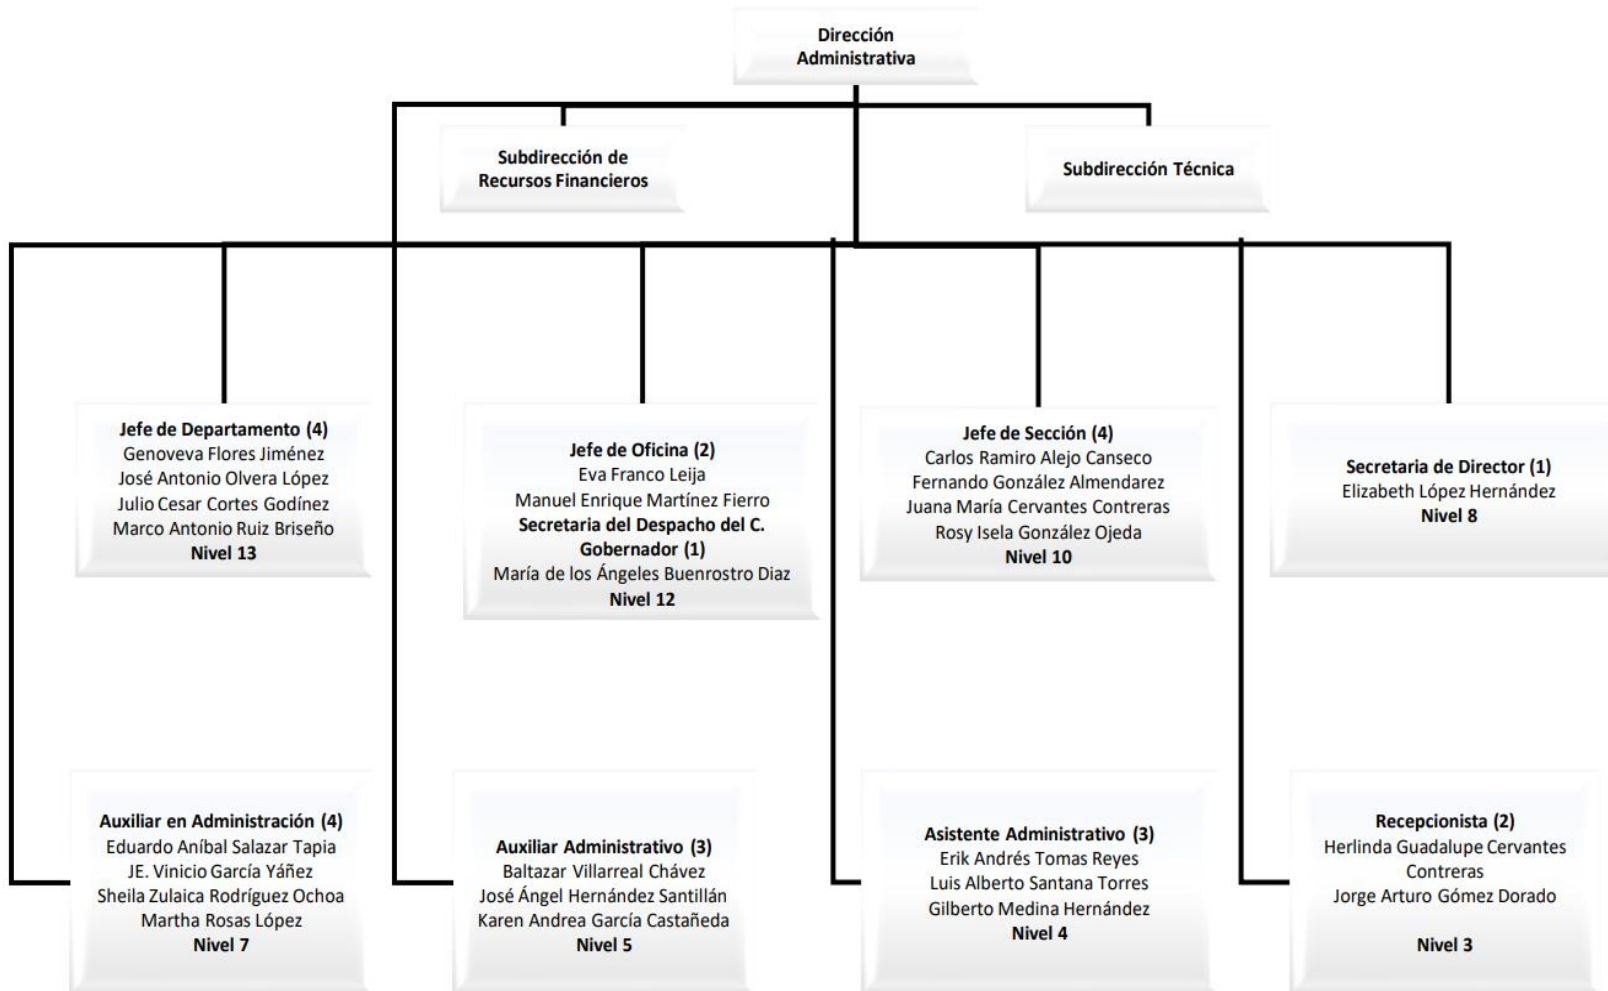 Dirección
Administrativa
Subdirección de
Recursos Financieros
Subdirección Técnica
Jefe de Departamento (4)
Genoveva Flores Jiménez
José Antonio Olvera López
Julio Cesar Cortes Godínez
Marco Antonio Ruiz Briseño
Nivel 13
Jefe de Oficina (2)
Eva Franco Leija
Manuel Enrique Martínez Fierro
Secretaria del Despacho del C.
Gobernador (1)
María de los Ángeles Buenrostro Diaz
Nivel 12
Jefe de Sección (4)
Carlos Ramiro Alejo Canseco
Fernando González Almendarez
Juana María Cervantes Contreras
Rosy Isela González Ojeda
Nivel 10
Secretaria de Director (1)
Elizabeth López Hernández
Nivel 8
Auxiliar en Administración (4)
Eduardo Aníbal Salazar Tapia
JE. Vinicio García Yáñez
Sheila Zulaica Rodríguez Ochoa
Martha Rosas López
Nivel 7
Auxiliar Administrativo (3)
Baltazar Villarreal Chávez
José Ángel Hernández Santillán
Karen Andrea García Castañeda
Nivel 5
Asistente Administrativo (3)
Erik Andrés Tomas Reyes
Luis Alberto Santana Torres
Gilberto Medina Hernández
Nivel 4
Recepcionista (2)
Herlinda Guadalupe Cervantes
Contreras
Jorge Arturo Gómez Dorado
Nivel 3